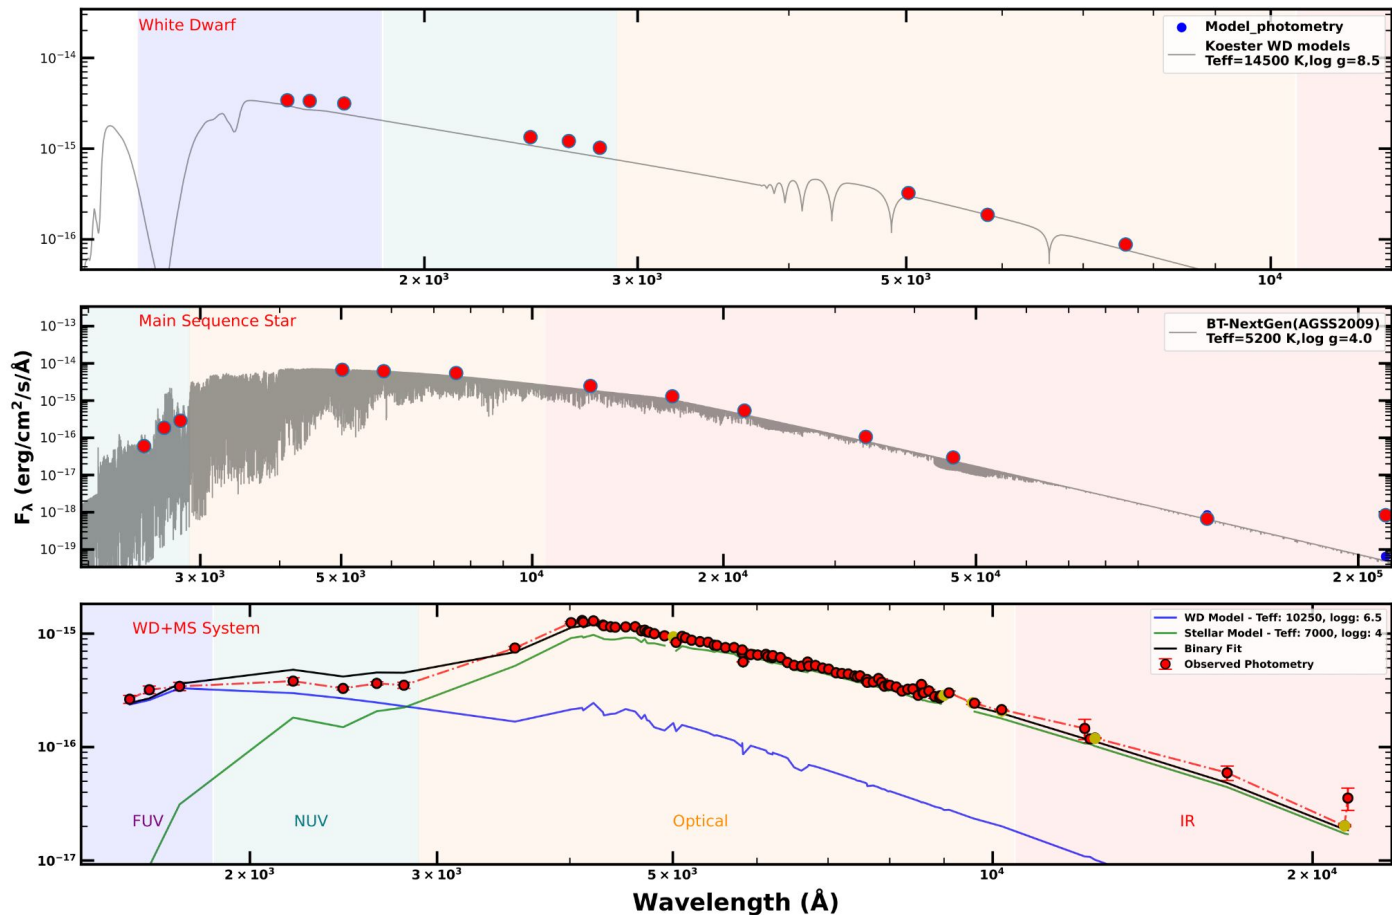 White Dwarf
Model_photometry
Koester WD models
Teff=14500 K,log g=8.5
10⁻¹⁴
10⁻¹⁵
10⁻¹⁶
2 × 10³
3 × 10³
5 × 10³
10⁴
Main Sequence Star
BT-NextGen(AGSS2009)
Teff=5200 K,log g=4.0
10⁻¹³
10⁻¹⁴
10⁻¹⁵
10⁻¹⁶
10⁻¹⁷
10⁻¹⁸
10⁻¹⁹
F_λ (erg/cm²/s/Å)
3 × 10³
5 × 10³
10⁴
2 × 10⁴
5 × 10⁴
2 × 10⁵
WD+MS System
WD Model - Teff: 10250, logg: 6.5
Stellar Model - Teff: 7000, logg: 4
Binary Fit
Observed Photometry
10⁻¹⁵
10⁻¹⁶
10⁻¹⁷
FUV
NUV
Optical
IR
2 × 10³
3 × 10³
5 × 10³
10⁴
2 × 10⁴
Wavelength (Å)